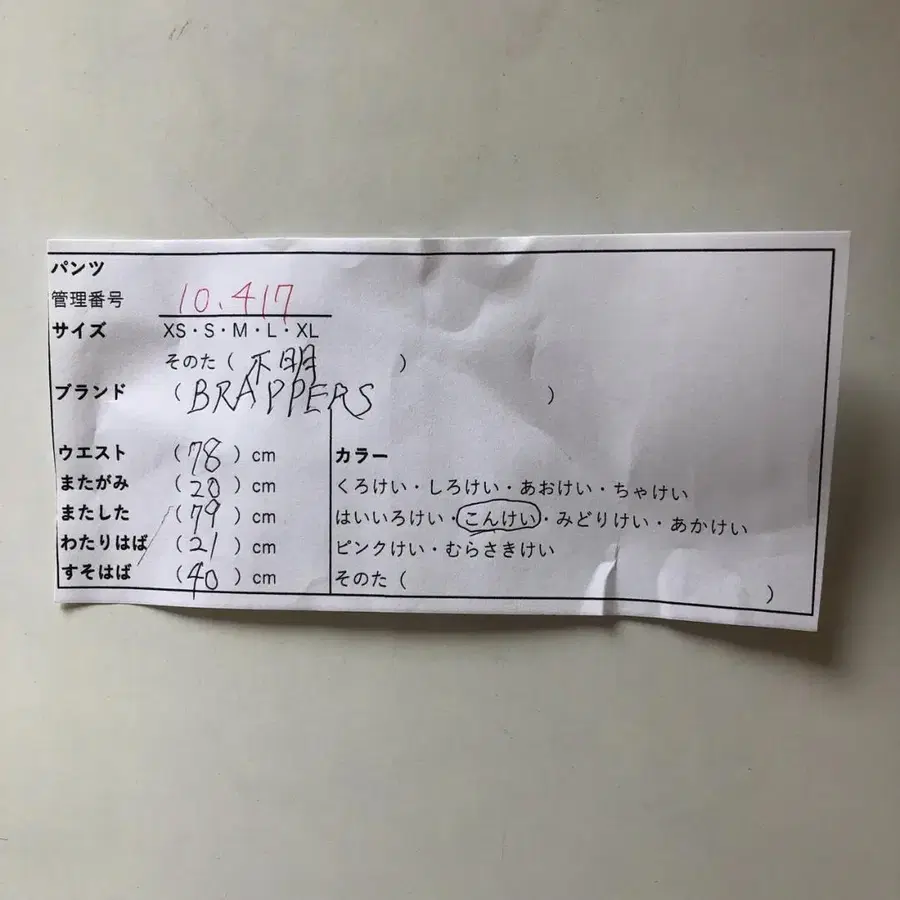 パンツ
管理番号 10.417
サイズ XS・S・M・L・XL
そのた（不明）
ブランド （BRAPPERS）
ウエスト （78）cm
またがみ （20）cm
またした （79）cm
わたりはば （21）cm
すそはば （40）cm
カラー
くろけい・しろけい・あおけい・ちゃけい
はいいろけい・こんけい・みどりけい・あかけい
ピンクけい・むらさきけい
そのた（ ）